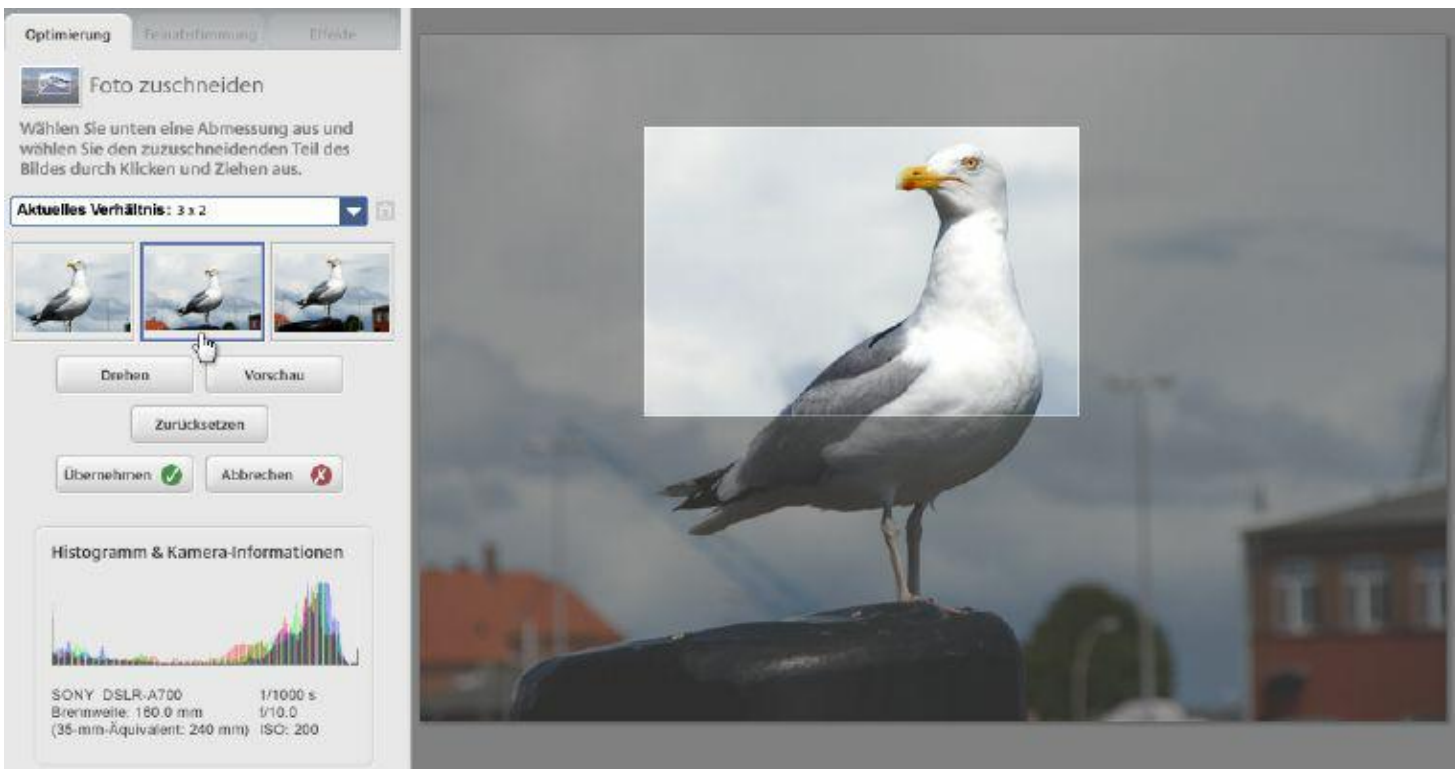 Optimierung
Feinabstimmung
Effekte
Foto zuschneiden
Wählen Sie unten eine Abmessung aus und
wählen Sie den zuzuschneidenden Teil des
Bildes durch Klicken und Ziehen aus.
Aktuelles Verhältnis: 3 x 2
Drehen
Vorschau
Zurücksetzen
Übernehmen
Abbrechen
Histogramm & Kamera-Informationen
SONY DSLR-A700 1/1000 s
Brennweite: 160.0 mm f/10.0
(35-mm-Äquivalent: 240 mm) ISO: 200